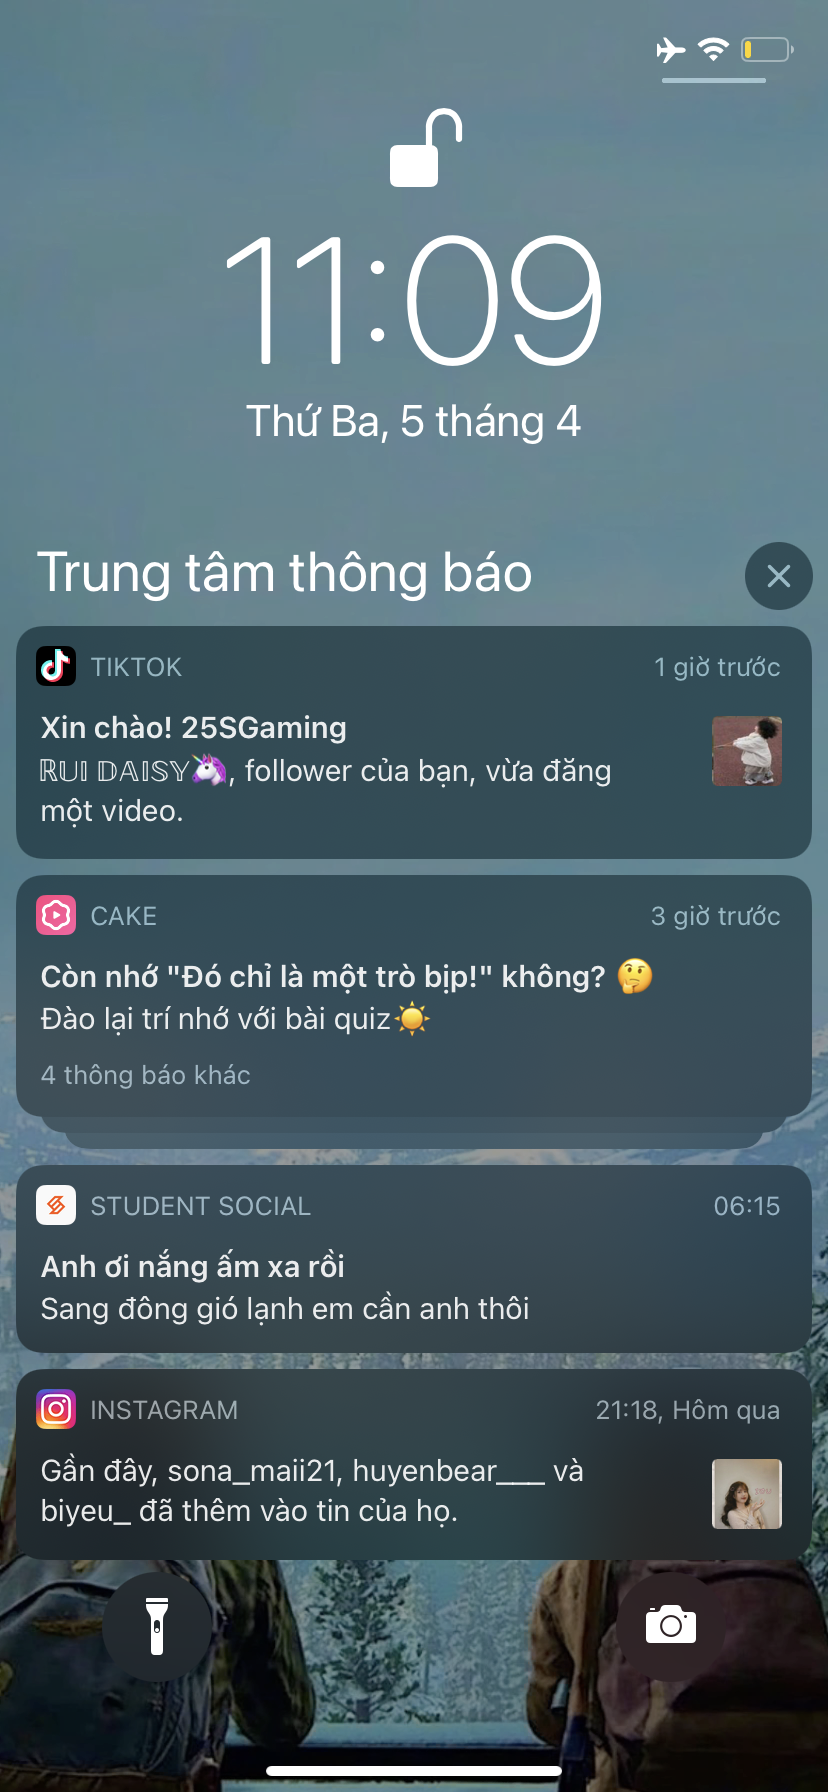 11:09
Thứ Ba, 5 tháng 4
Trung tâm thông báo
TIKTOK
1 giờ trước
Xin chào! 25SGaming
ℝ𝕌𝕀 𝔻𝔸𝕀𝕊𝕐🦄, follower của bạn, vừa đăng
một video.
CAKE
3 giờ trước
Còn nhớ "Đó chỉ là một trò bịp!" không? 🤔
Đào lại trí nhớ với bài quiz☀️
4 thông báo khác
STUDENT SOCIAL
06:15
Anh ơi nắng ấm xa rồi
Sang đông gió lạnh em cần anh thôi
INSTAGRAM
21:18, Hôm qua
Gần đây, sona_maii21, huyenbear___ và
biyeu_ đã thêm vào tin của họ.